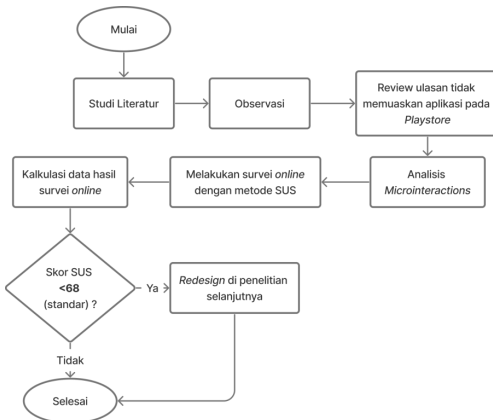 Mulai
Studi Literatur
Observasi
Review ulasan tidak
memuaskan aplikasi pada
Playstore
Analisis
Microinteractions
Melakukan survei online
dengan metode SUS
Kalkulasi data hasil
survei online
Skor SUS
<68
(standar) ?
Ya
Redesign di penelitian
selanjutnya
Tidak
Selesai